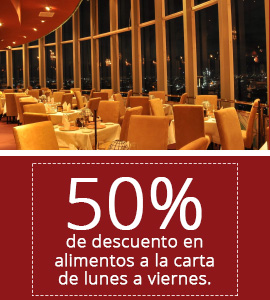 50%
de descuento en
alimentos a la carta
de lunes a viernes.